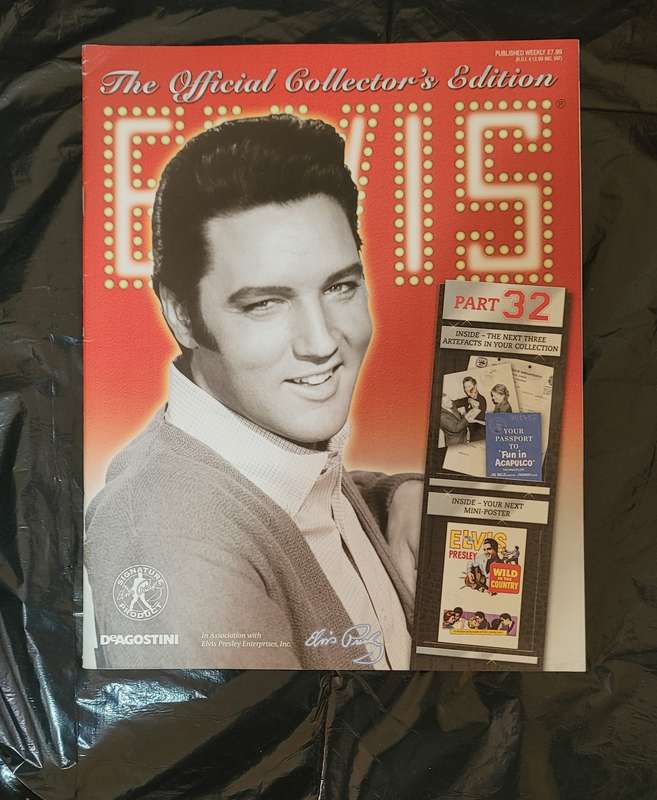 PUBLISHED WEEKLY £7.99
The Official Collector's Edition
ELVIS®
PART 32
INSIDE – THE NEXT THREE
ARTEFACTS IN YOUR COLLECTION
YOUR
PASSPORT
TO
"Fun in
ACAPULCO"
INSIDE – YOUR NEXT
MINI-POSTER
ELVIS
PRESLEY
WILD
IN THE
COUNTRY
SIGNATURE
PRODUCT
DeAGOSTINI
In Association with
Elvis Presley Enterprises, Inc.
Elvis Presley